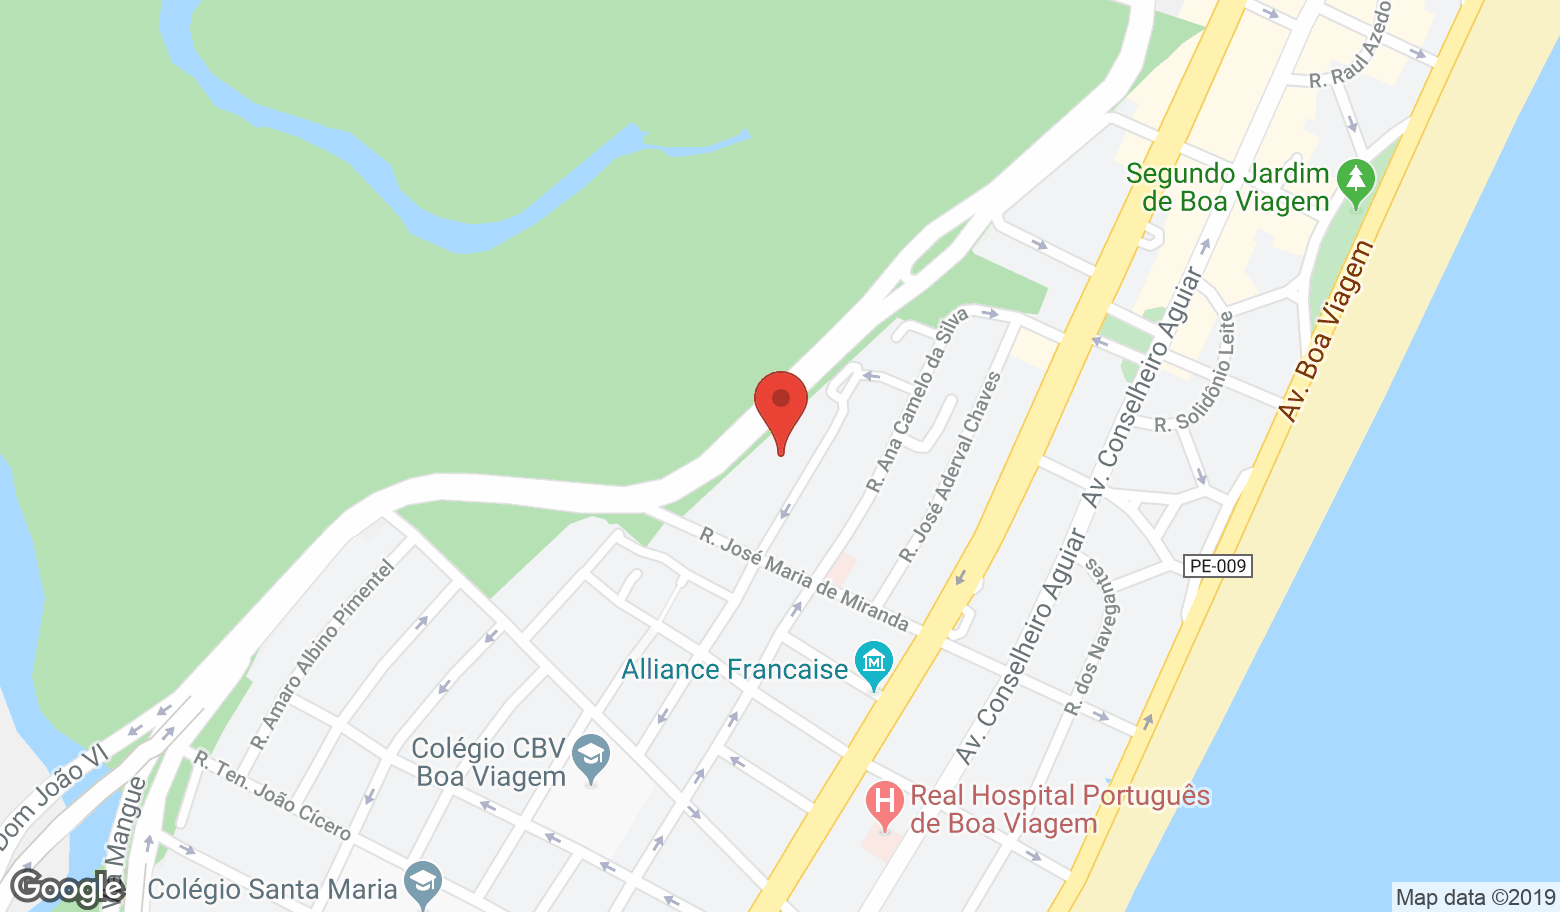 R. Raul Azedo
Segundo Jardim
de Boa Viagem
Av. Boa Viagem
Av. Conselheiro Aguiar
R. Solidônio Leite
R. Ana Camelo da Silva
R. José Aderval Chaves
Av. Conselheiro Aguiar
PE-009
R. José Maria de Miranda
R. dos Navegantes
R. Amaro Albino Pimentel
Alliance Francaise
Av. Conselheiro Aguiar
Colégio CBV
Boa Viagem
Dom João VI
R. Ten. João Cícero
Mangue
Real Hospital Português
de Boa Viagem
H
Colégio Santa Maria
Google
Map data ©2019